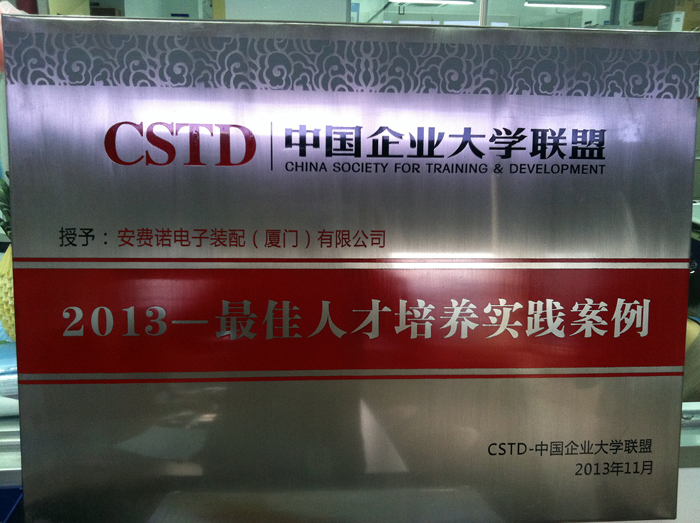 CSTD 中国企业大学联盟
CHINA SOCIETY FOR TRAINING & DEVELOPMENT
授予：安费诺电子装配（厦门）有限公司
2013—最佳人才培养实践案例
CSTD-中国企业大学联盟
2013年11月